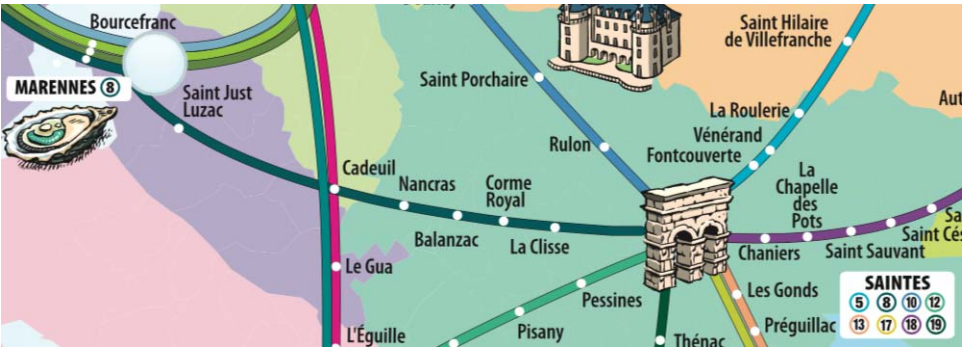 Bourcefranc
MARENNES 8
Saint Just
Luzac
Saint Porchaire
Rulon
Saint Hilaire
de Villefranche
La Roulerie
Vénérand
Fontcouverte
Cadeuil
Nancras
Balanzac
Corme
Royal
La Clisse
La
Chapelle
des
Pots
Chaniers
Saint Sauvant
Le Gua
L'Éguille
Pessines
Pisany
Thénac
Les Gonds
Préguillac
SAINTES
5 8 10 12
13 17 18 19